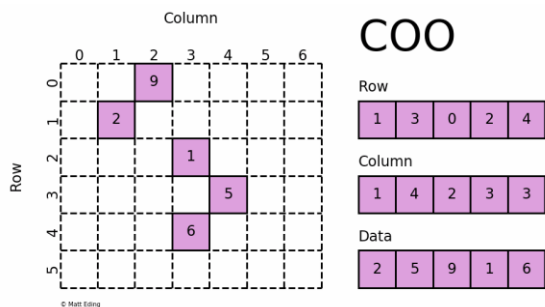 Column
COO
0 1 2 3 4 5 6
Row
0
9
1
2
2
1
3
5
4
6
5
Row
1 3 0 2 4
Column
1 4 2 3 3
Data
2 5 9 1 6
© Matt Eding